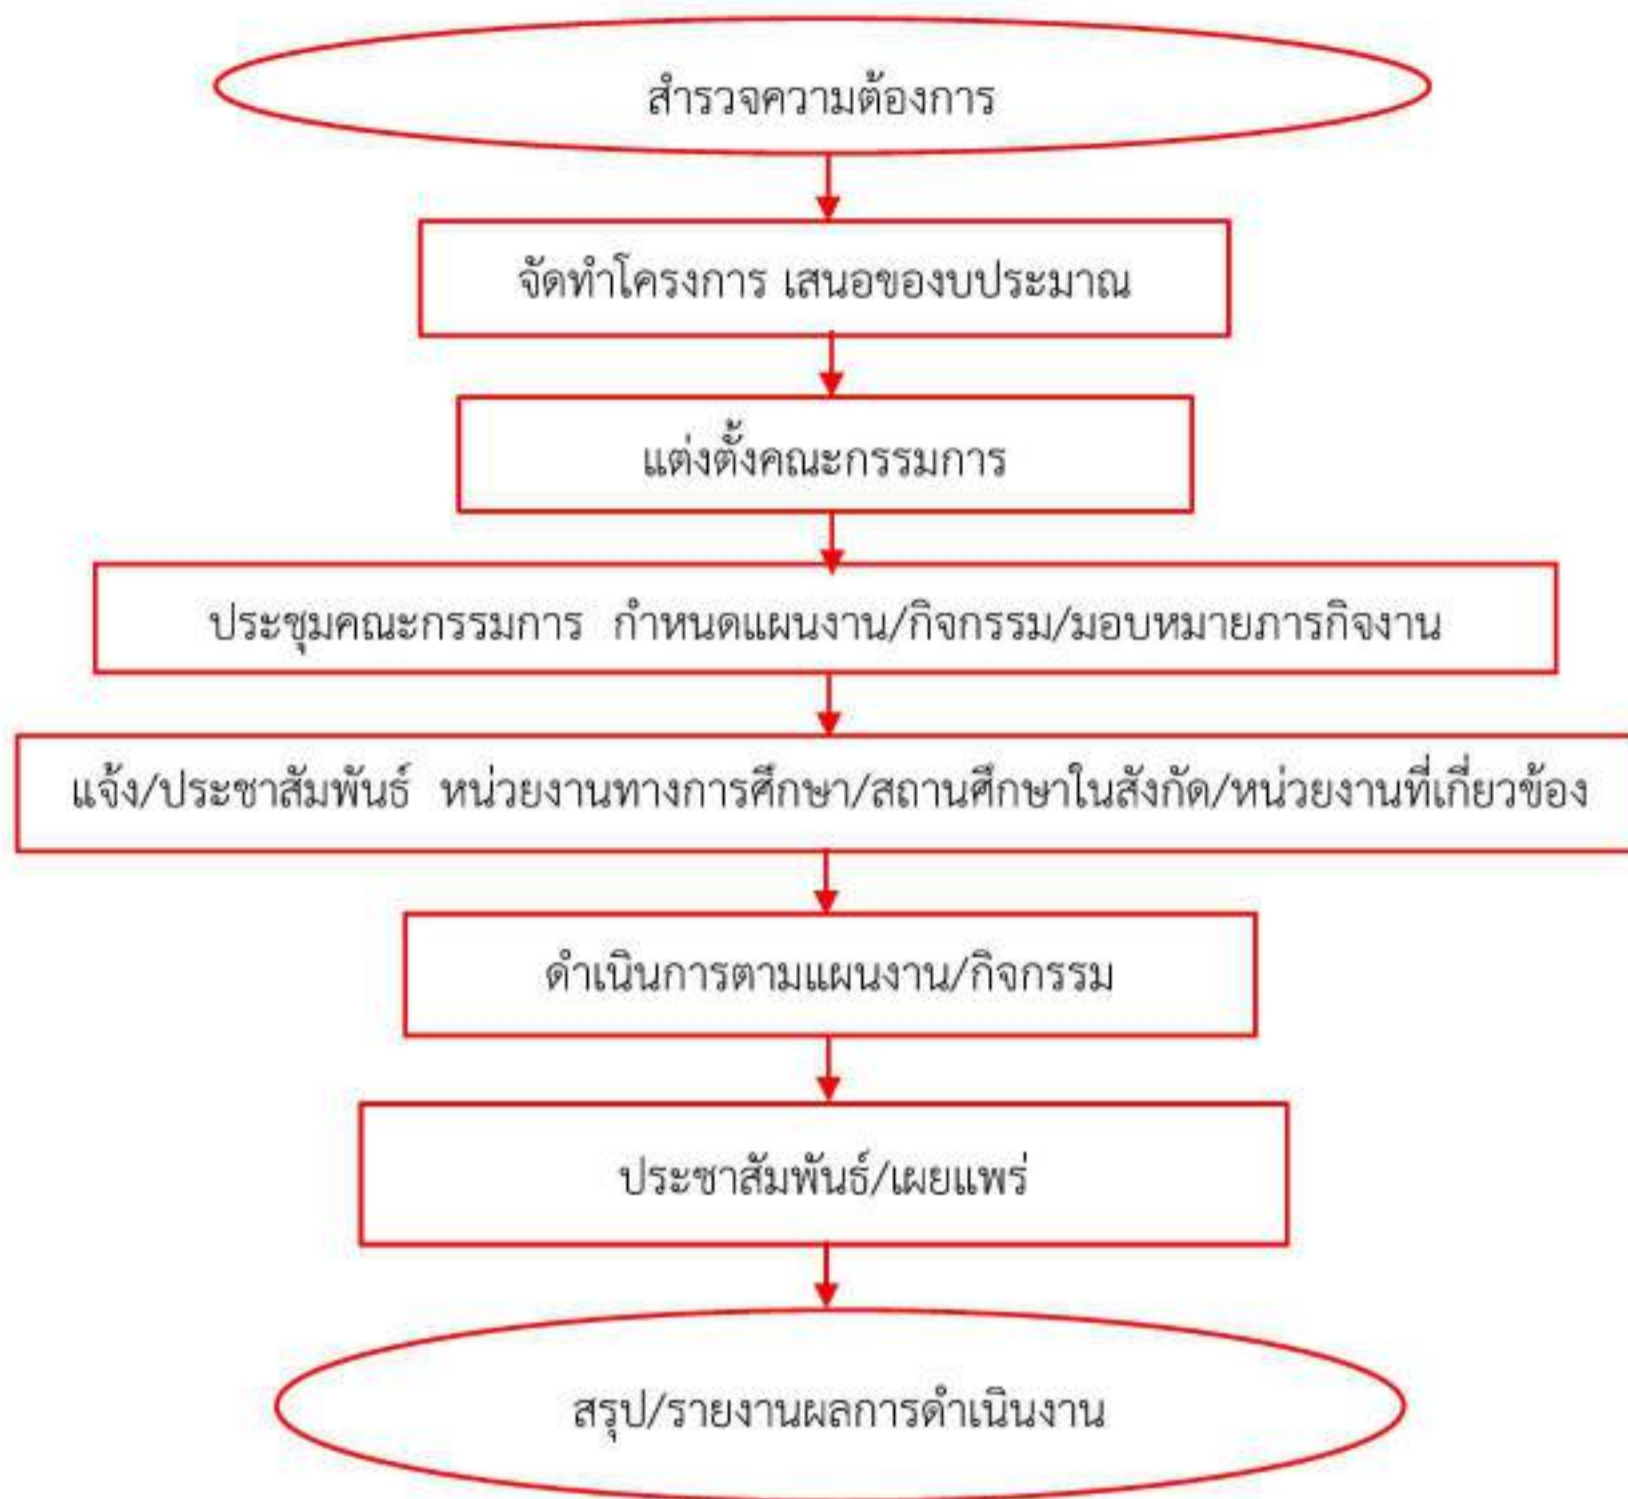 สำรวจความต้องการ
จัดทำโครงการ เสนอของบประมาณ
แต่งตั้งคณะกรรมการ
ประชุมคณะกรรมการ กำหนดแผนงาน/กิจกรรม/มอบหมายภารกิจงาน
แจ้ง/ประชาสัมพันธ์ หน่วยงานทางการศึกษา/สถานศึกษาในสังกัด/หน่วยงานที่เกี่ยวข้อง
ดำเนินการตามแผนงาน/กิจกรรม
ประชาสัมพันธ์/เผยแพร่
สรุป/รายงานผลการดำเนินงาน